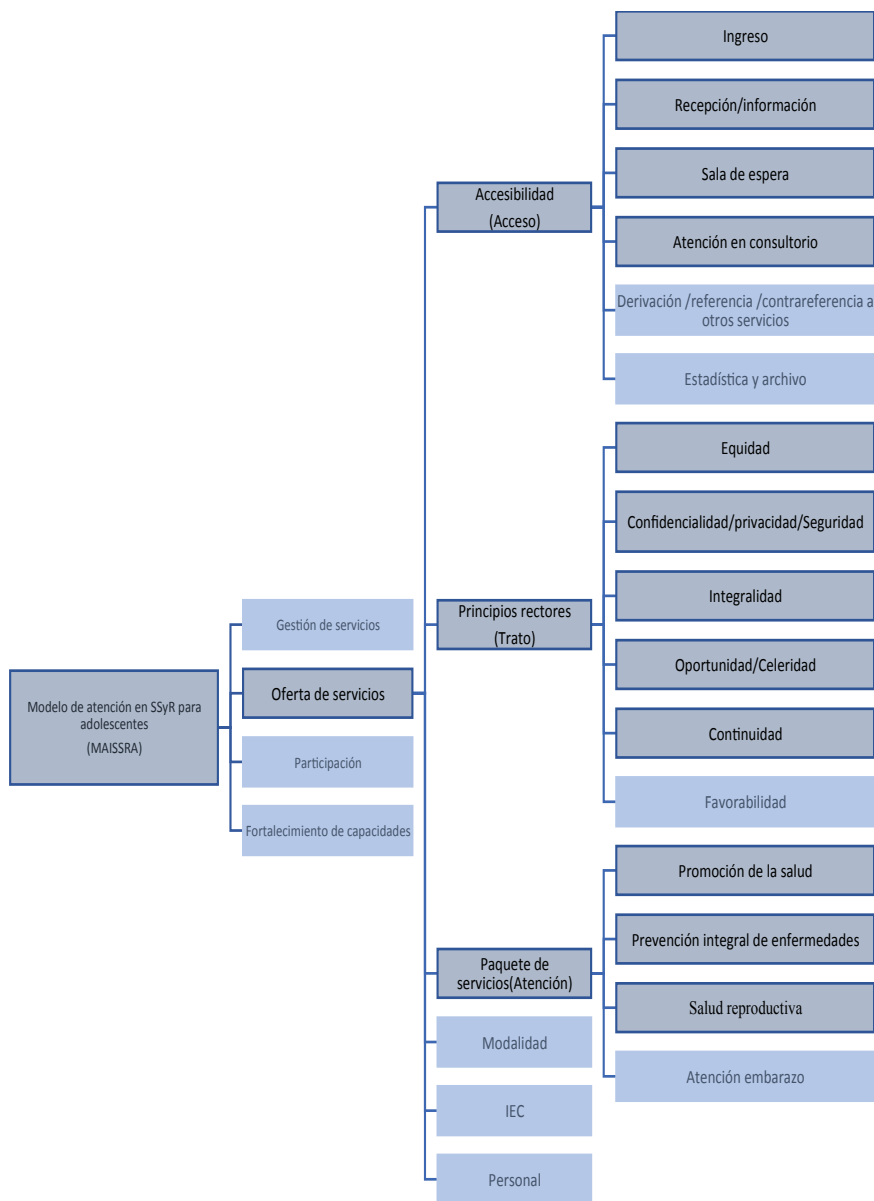 Modelo de atención en SSyR para
adolescentes
(MAISSRA)
Gestión de servicios
Oferta de servicios
Participación
Fortalecimiento de capacidades
Accesibilidad
(Acceso)
Principios rectores
(Trato)
Paquete de
servicios(Atención)
Modalidad
IEC
Personal
Ingreso
Recepción/información
Sala de espera
Atención en consultorio
Derivación /referencia /contrareferencia a
otros servicios
Estadística y archivo
Equidad
Confidencialidad/privacidad/Seguridad
Integralidad
Oportunidad/Celeridad
Continuidad
Favorabilidad
Promoción de la salud
Prevención integral de enfermedades
Salud reproductiva
Atención embarazo